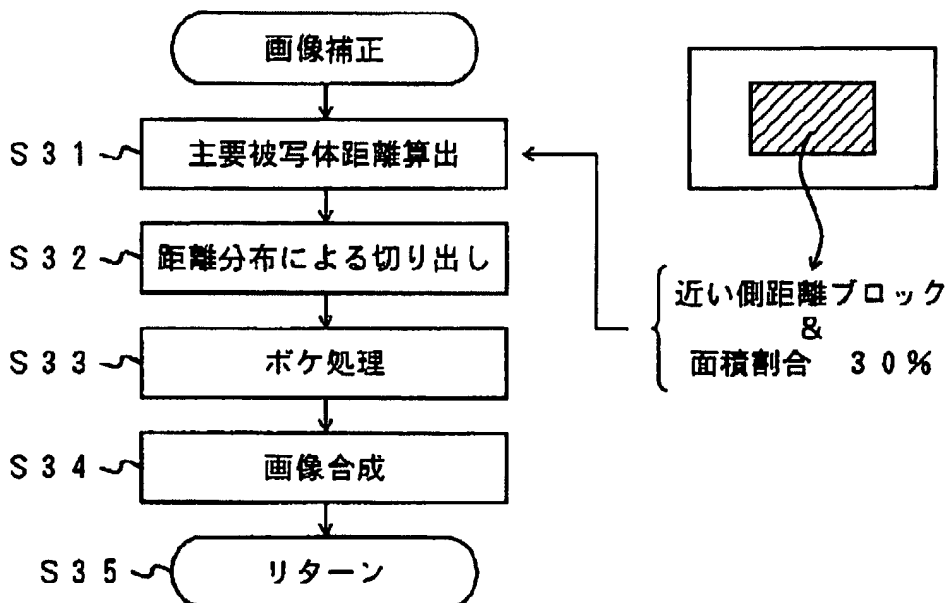 画像補正
S31 主要被写体距離算出
S32 距離分布による切り出し
S33 ボケ処理
S34 画像合成
S35 リターン
近い側距離ブロック
&
面積割合 30%